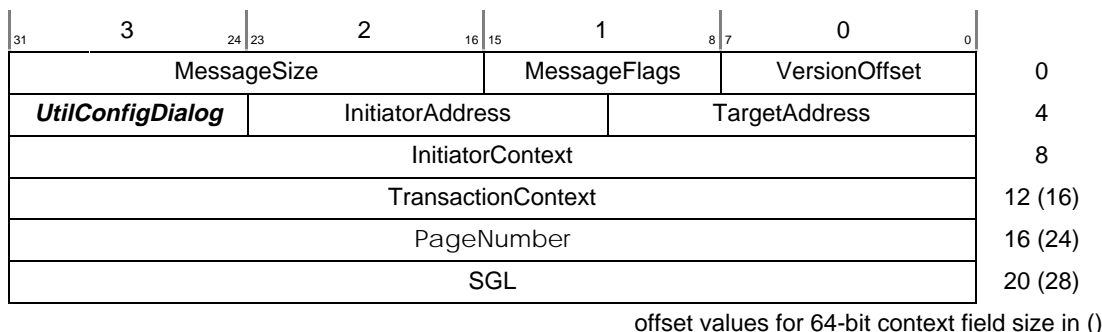 3 2 1 0
31 24 23 16 15 8 7 0
MessageSize MessageFlags VersionOffset 0
UtilConfigDialog InitiatorAddress TargetAddress 4
InitiatorContext 8
TransactionContext 12 (16)
PageNumber 16 (24)
SGL 20 (28)
offset values for 64-bit context field size in ()